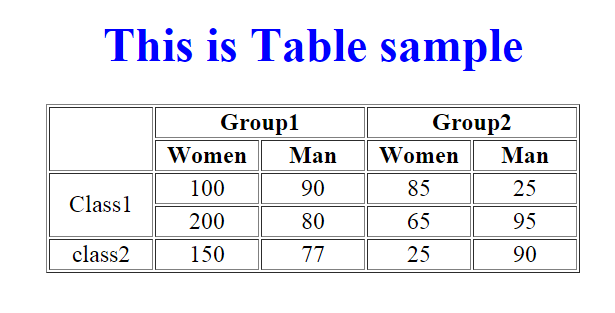 This is Table sample
Group1 Group2
Women Man Women Man
Class1 100 90 85 25
200 80 65 95
class2 150 77 25 90